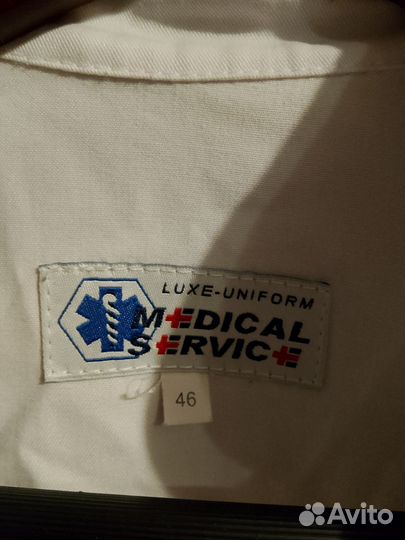 LUXE-UNIFORM
MEDICAL
SERVICE
46
Avito